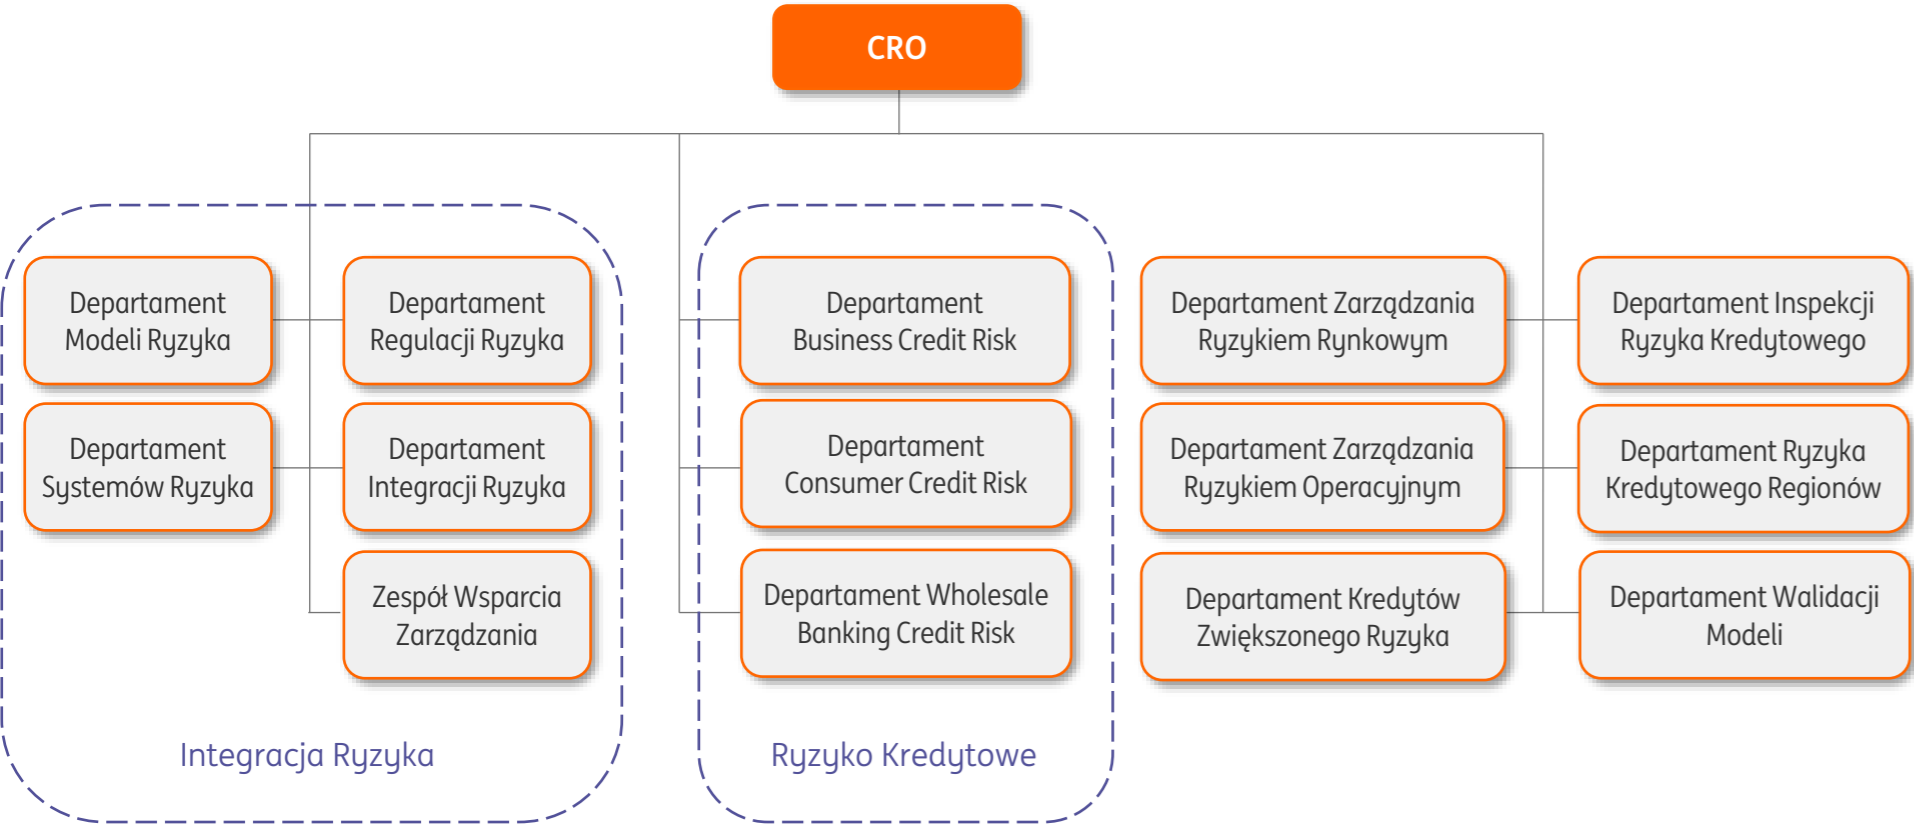 CRO
Departament
Modeli Ryzyka
Departament
Regulacji Ryzyka
Departament
Systemów Ryzyka
Departament
Integracji Ryzyka
Zespół Wsparcia
Zarządzania
Integracja Ryzyka
Departament
Business Credit Risk
Departament
Consumer Credit Risk
Departament Wholesale
Banking Credit Risk
Ryzyko Kredytowe
Departament Zarządzania
Ryzykiem Rynkowym
Departament Inspekcji
Ryzyka Kredytowego
Departament Zarządzania
Ryzykiem Operacyjnym
Departament Ryzyka
Kredytowego Regionów
Departament Kredytów
Zwiększonego Ryzyka
Departament Walidacji
Modeli